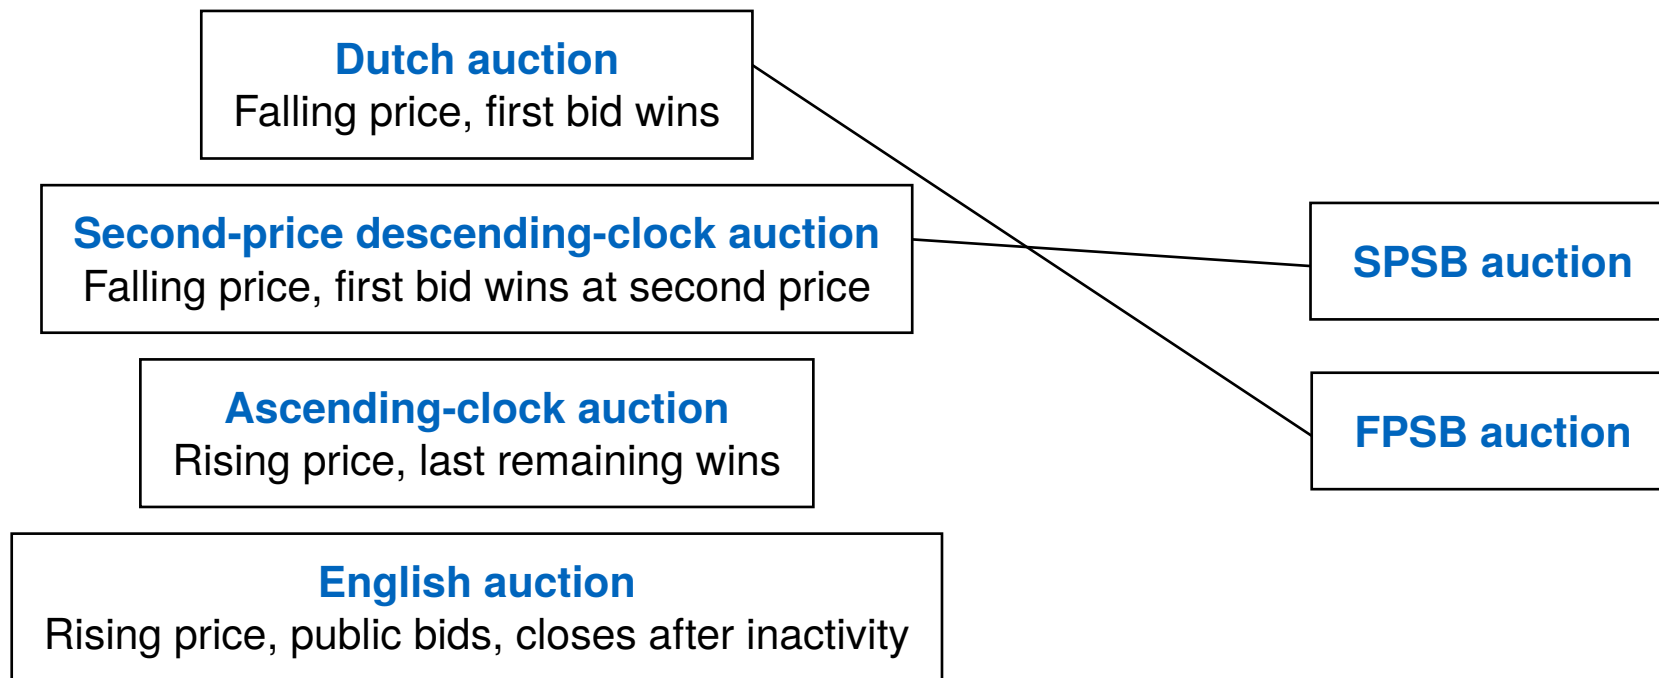 Dutch auction
Falling price, first bid wins
Second-price descending-clock auction
Falling price, first bid wins at second price
SPSB auction
Ascending-clock auction
Rising price, last remaining wins
FPSB auction
English auction
Rising price, public bids, closes after inactivity